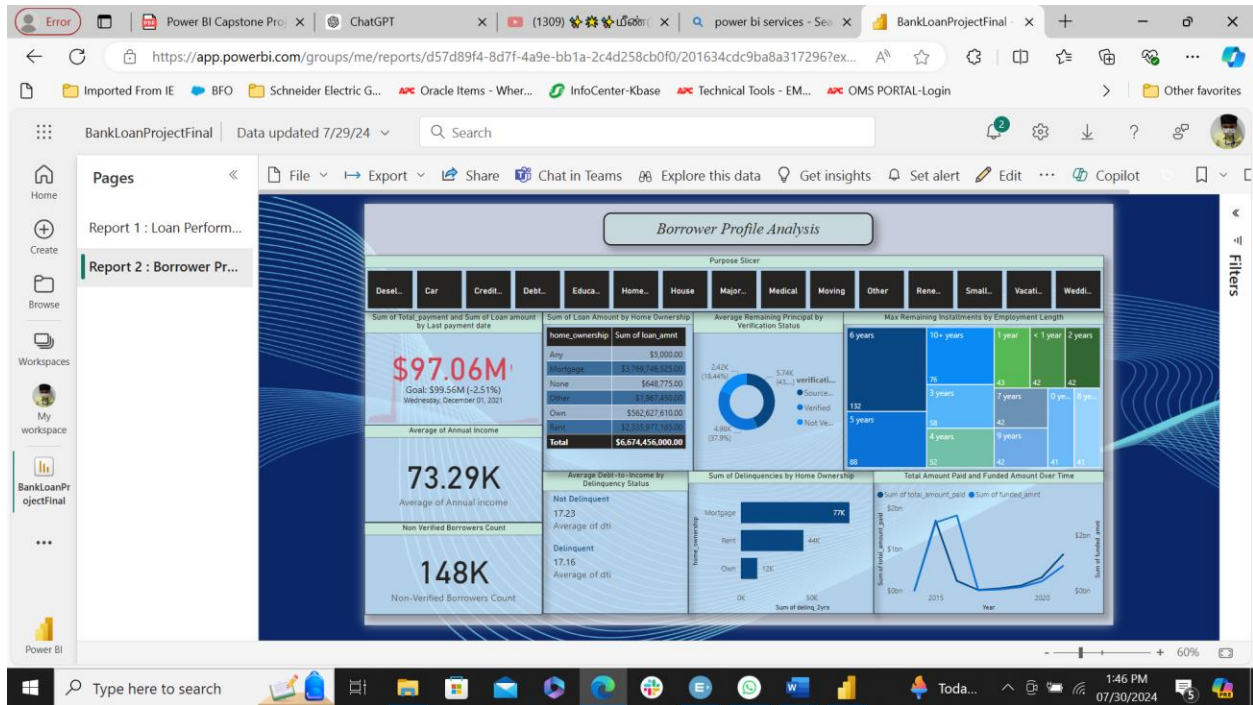 Error
Power BI Capstone Proj
ChatGPT
(1309)
power bi services - Sea
BankLoanProjectFinal -
https://app.powerbi.com/groups/me/reports/d57d89f4-8d7f-4a9e-bb1a-2c4d258cb0f0/201634cdc9ba8a317296?ex...
Imported From IE
BFO
Schneider Electric G...
Oracle Items - Wher...
InfoCenter-Kbase
Technical Tools - EM...
OMS PORTAL-Login
Other favorites
BankLoanProjectFinal
Data updated 7/29/24
Search
2
Home
Create
Browse
Workspaces
My workspace
BankLoanPr
ojectFinal
Power BI
Pages
Report 1 : Loan Perform...
Report 2 : Borrower Pr...
File
Export
Share
Chat in Teams
Explore this data
Get insights
Set alert
Edit
Copilot
Filters
Borrower Profile Analysis
Purpose Slicer
Desel...
Car
Credit...
Debt...
Educa...
Home...
House
Major...
Medical
Moving
Other
Rene...
Small...
Vacati...
Weddi...
Sum of Total_payment and Sum of Loan amount
by Last payment date
$97.06M
Goal: $99.56M (-2.51%)
Wednesday, December 01, 2021
Average of Annual Income
73.29K
Average of Annual income
Non Verified Borrowers Count
148K
Non-Verified Borrowers Count
Sum of Loan Amount by Home Ownership
home_ownership Sum of loan_amnt
Any $5,000.00
Mortgage $3,769,746,525.00
None $648,775.00
Other $1,967,450.00
Own $562,627,610.00
Rent
Total $6,674,456,000.00
Average Remaining Principal by
Verification Status
2.42K
(18.44%)
5.74K
(43...)
4.98K
(37.9%)
verificati...
Source...
Verified
Not Ve...
Max Remaining Installments by Employment Length
6 years
132
5 years
88
10+ years
76
3 years
58
4 years
52
1 year
43
< 1 year
42
2 years
42
7 years
42
9 years
42
0 ye...
41
8 ye...
41
Average Debt-to-Income by
Delinquency Status
Not Delinquent
17.23
Average of dti
Delinquent
17.16
Average of dti
Sum of Delinquencies by Home Ownership
home_ownership
Mortgage
77K
Rent
44K
Own
12K
0K
50K
Sum of delinq_2yrs
Total Amount Paid and Funded Amount Over Time
Sum of total_amount_paid
Sum of funded_amnt
Sum of total_amount_paid
$2bn
$1bn
$0bn
2015
2020
Year
$2bn
$0bn
Sum of funded_amnt
60%
Type here to search
Toda...
1:46 PM
07/30/2024
5